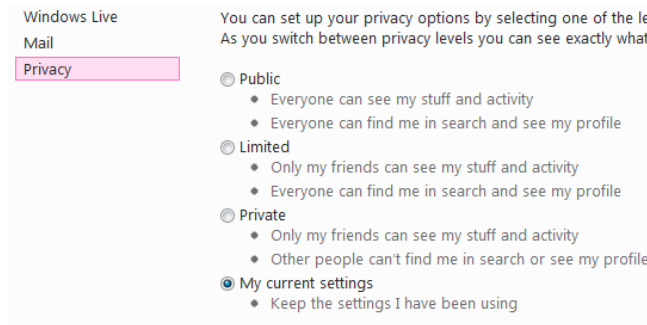 Windows Live
Mail
Privacy
You can set up your privacy options by selecting one of the
As you switch between privacy levels you can see exactly what
Public
Everyone can see my stuff and activity
Everyone can find me in search and see my profile
Limited
Only my friends can see my stuff and activity
Everyone can find me in search and see my profile
Private
Only my friends can see my stuff and activity
Other people can't find me in search or see my profile
My current settings
Keep the settings I have been using